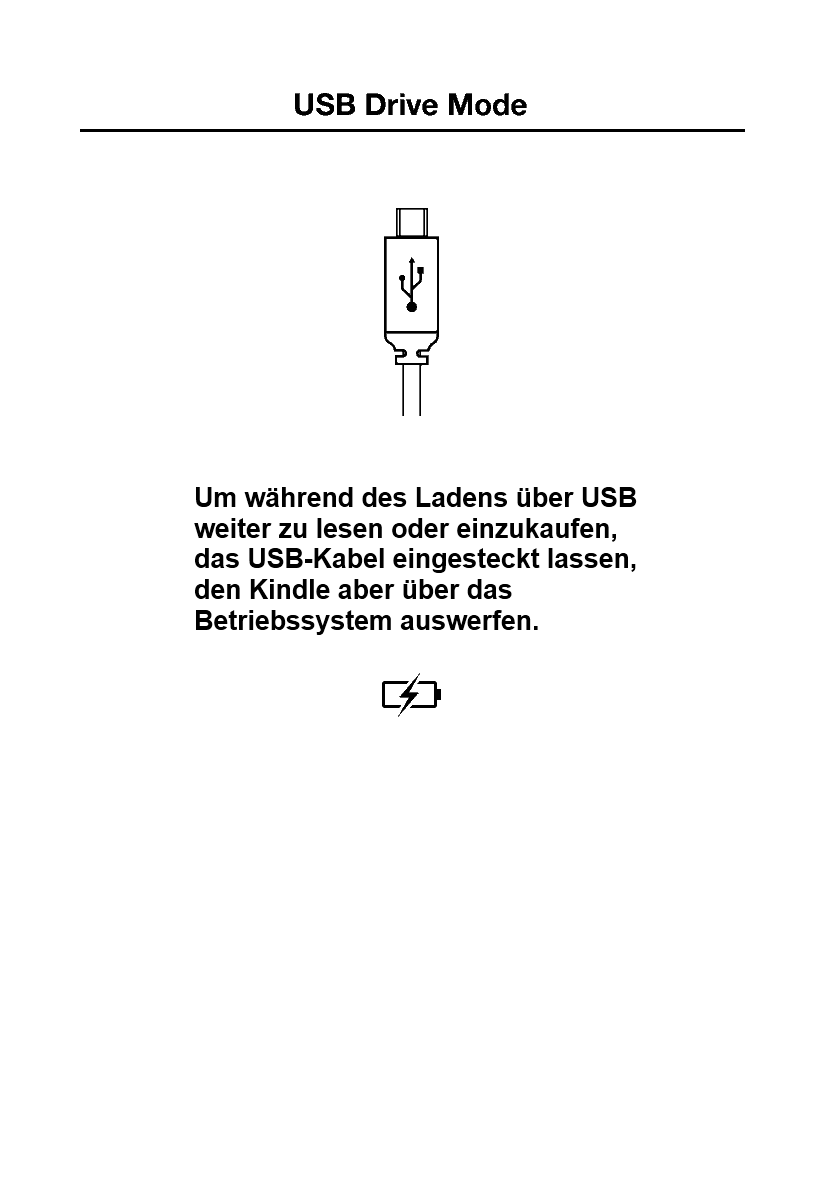 USB Drive Mode
Um während des Ladens über USB
weiter zu lesen oder einzukaufen,
das USB-Kabel eingesteckt lassen,
den Kindle aber über das
Betriebssystem auswerfen.